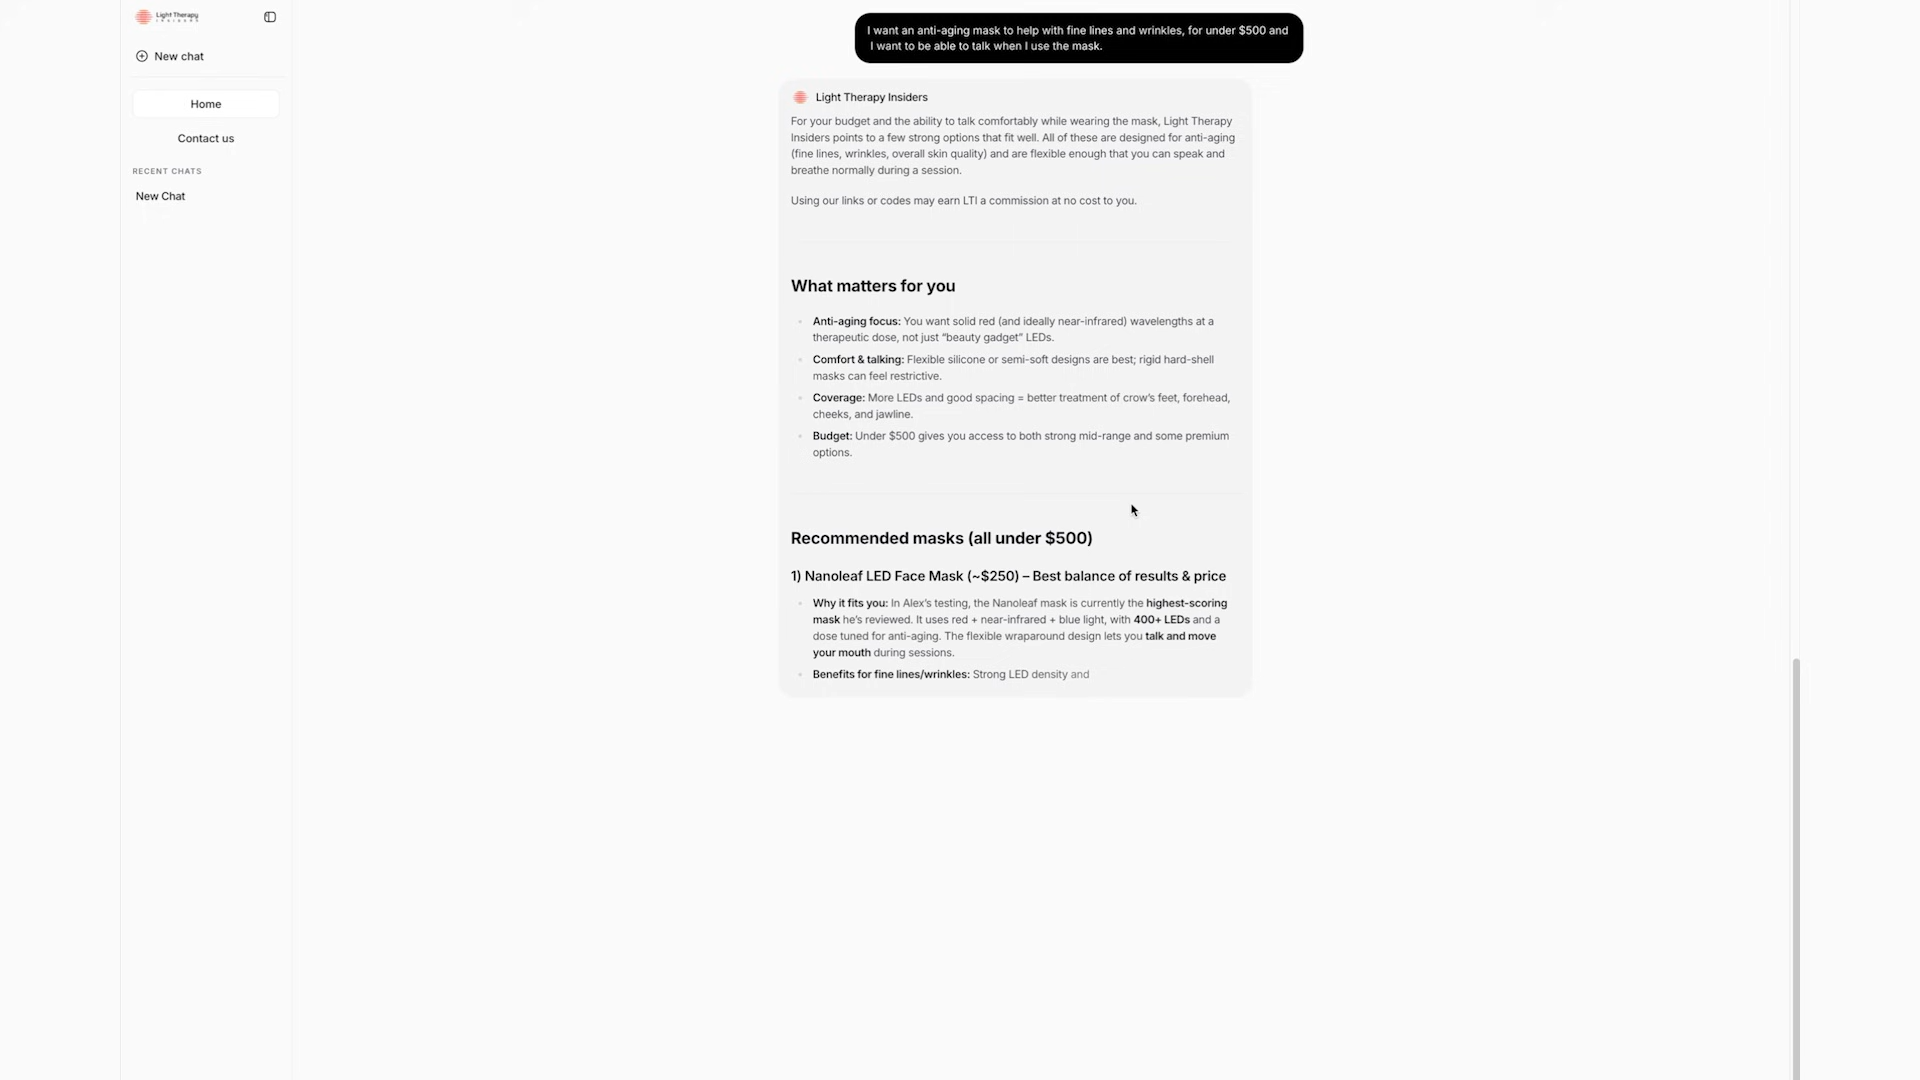 Light Therapy
INSIDERS
New chat
Home
Contact us
RECENT CHATS
New Chat
I want an anti-aging mask to help with fine lines and wrinkles, for under $500 and
I want to be able to talk when I use the mask.
Light Therapy Insiders
For your budget and the ability to talk comfortably while wearing the mask, Light Therapy
Insiders points to a few strong options that fit well. All of these are designed for anti-aging
(fine lines, wrinkles, overall skin quality) and are flexible enough that you can speak and
breathe normally during a session.
Using our links or codes may earn LTI a commission at no cost to you.
What matters for you
Anti-aging focus: You want solid red (and ideally near-infrared) wavelengths at a
therapeutic dose, not just “beauty gadget” LEDs.
Comfort & talking: Flexible silicone or semi-soft designs are best; rigid hard-shell
masks can feel restrictive.
Coverage: More LEDs and good spacing = better treatment of crow’s feet, forehead,
cheeks, and jawline.
Budget: Under $500 gives you access to both strong mid-range and some premium
options.
Recommended masks (all under $500)
1) Nanoleaf LED Face Mask (~$250) – Best balance of results & price
Why it fits you: In Alex’s testing, the Nanoleaf mask is currently the highest-scoring
mask he’s reviewed. It uses red + near-infrared + blue light, with 400+ LEDs and a
dose tuned for anti-aging. The flexible wraparound design lets you talk and move
your mouth during sessions.
Benefits for fine lines/wrinkles: Strong LED density and